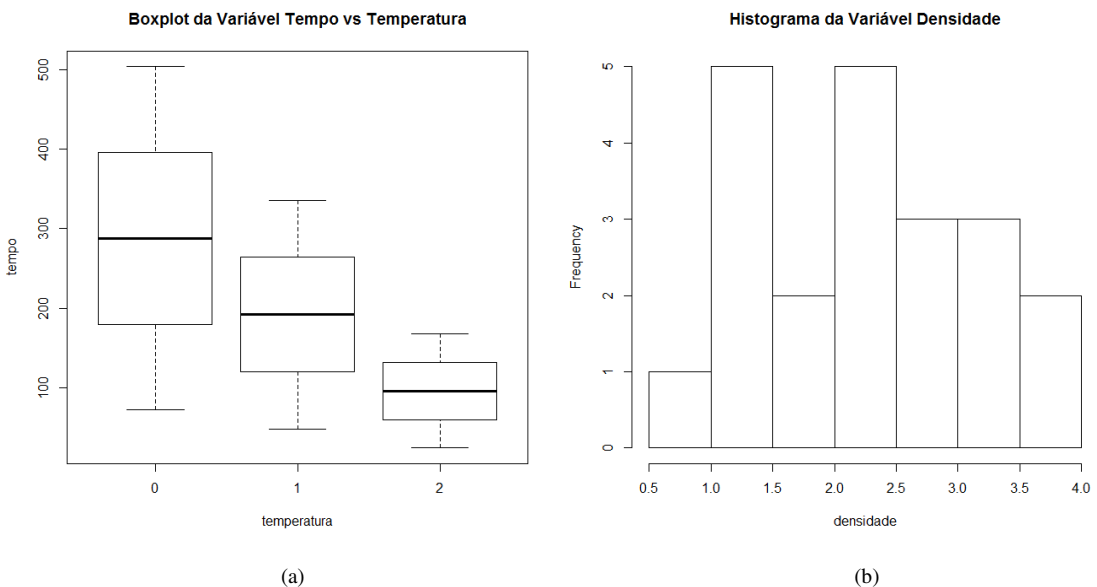 Boxplot da Variável Tempo vs Temperatura
500
400
300
200
100
tempo
0 1 2
temperatura
(a)
Histograma da Variável Densidade
5
4
3
2
1
0
Frequency
0.5 1.0 1.5 2.0 2.5 3.0 3.5 4.0
densidade
(b)